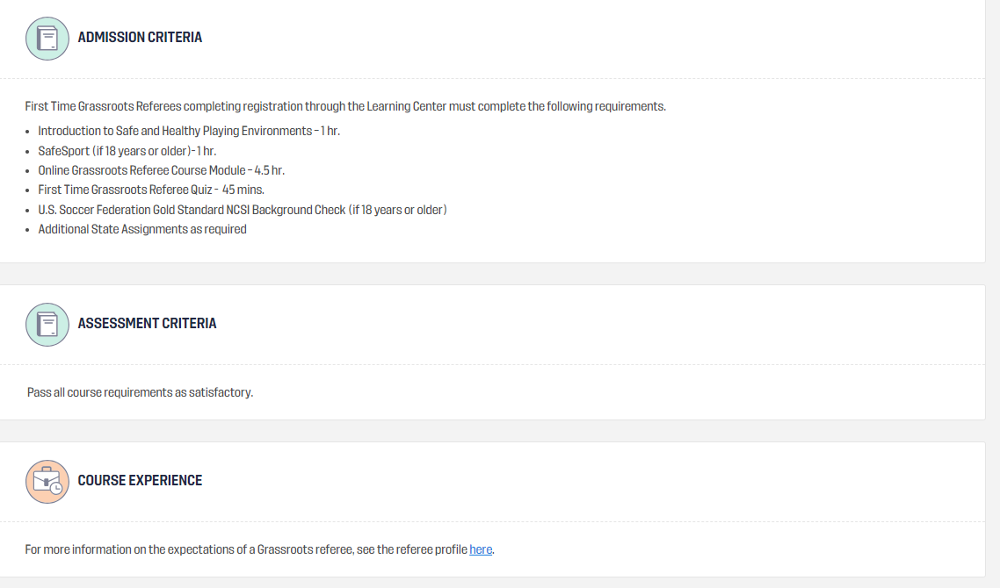 ADMISSION CRITERIA
First Time Grassroots Referees completing registration through the Learning Center must complete the following requirements.
• Introduction to Safe and Healthy Playing Environments – 1 hr.
• SafeSport (if 18 years or older)- 1 hr.
• Online Grassroots Referee Course Module – 4.5 hr.
• First Time Grassroots Referee Quiz - 45 mins.
• U.S. Soccer Federation Gold Standard NCSI Background Check (if 18 years or older)
• Additional State Assignments as required
ASSESSMENT CRITERIA
Pass all course requirements as satisfactory.
COURSE EXPERIENCE
For more information on the expectations of a Grassroots referee, see the referee profile here.